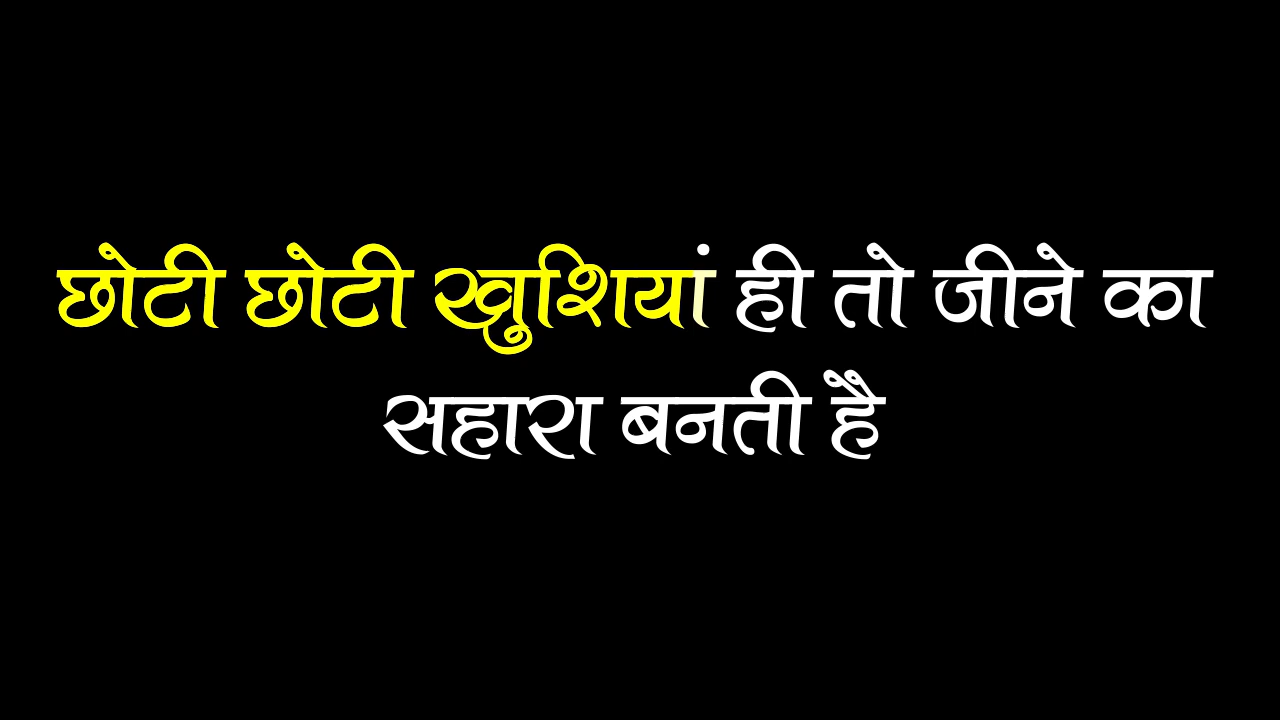 छोटी छोटी खुशियां ही तो जीने का
सहारा बनती है